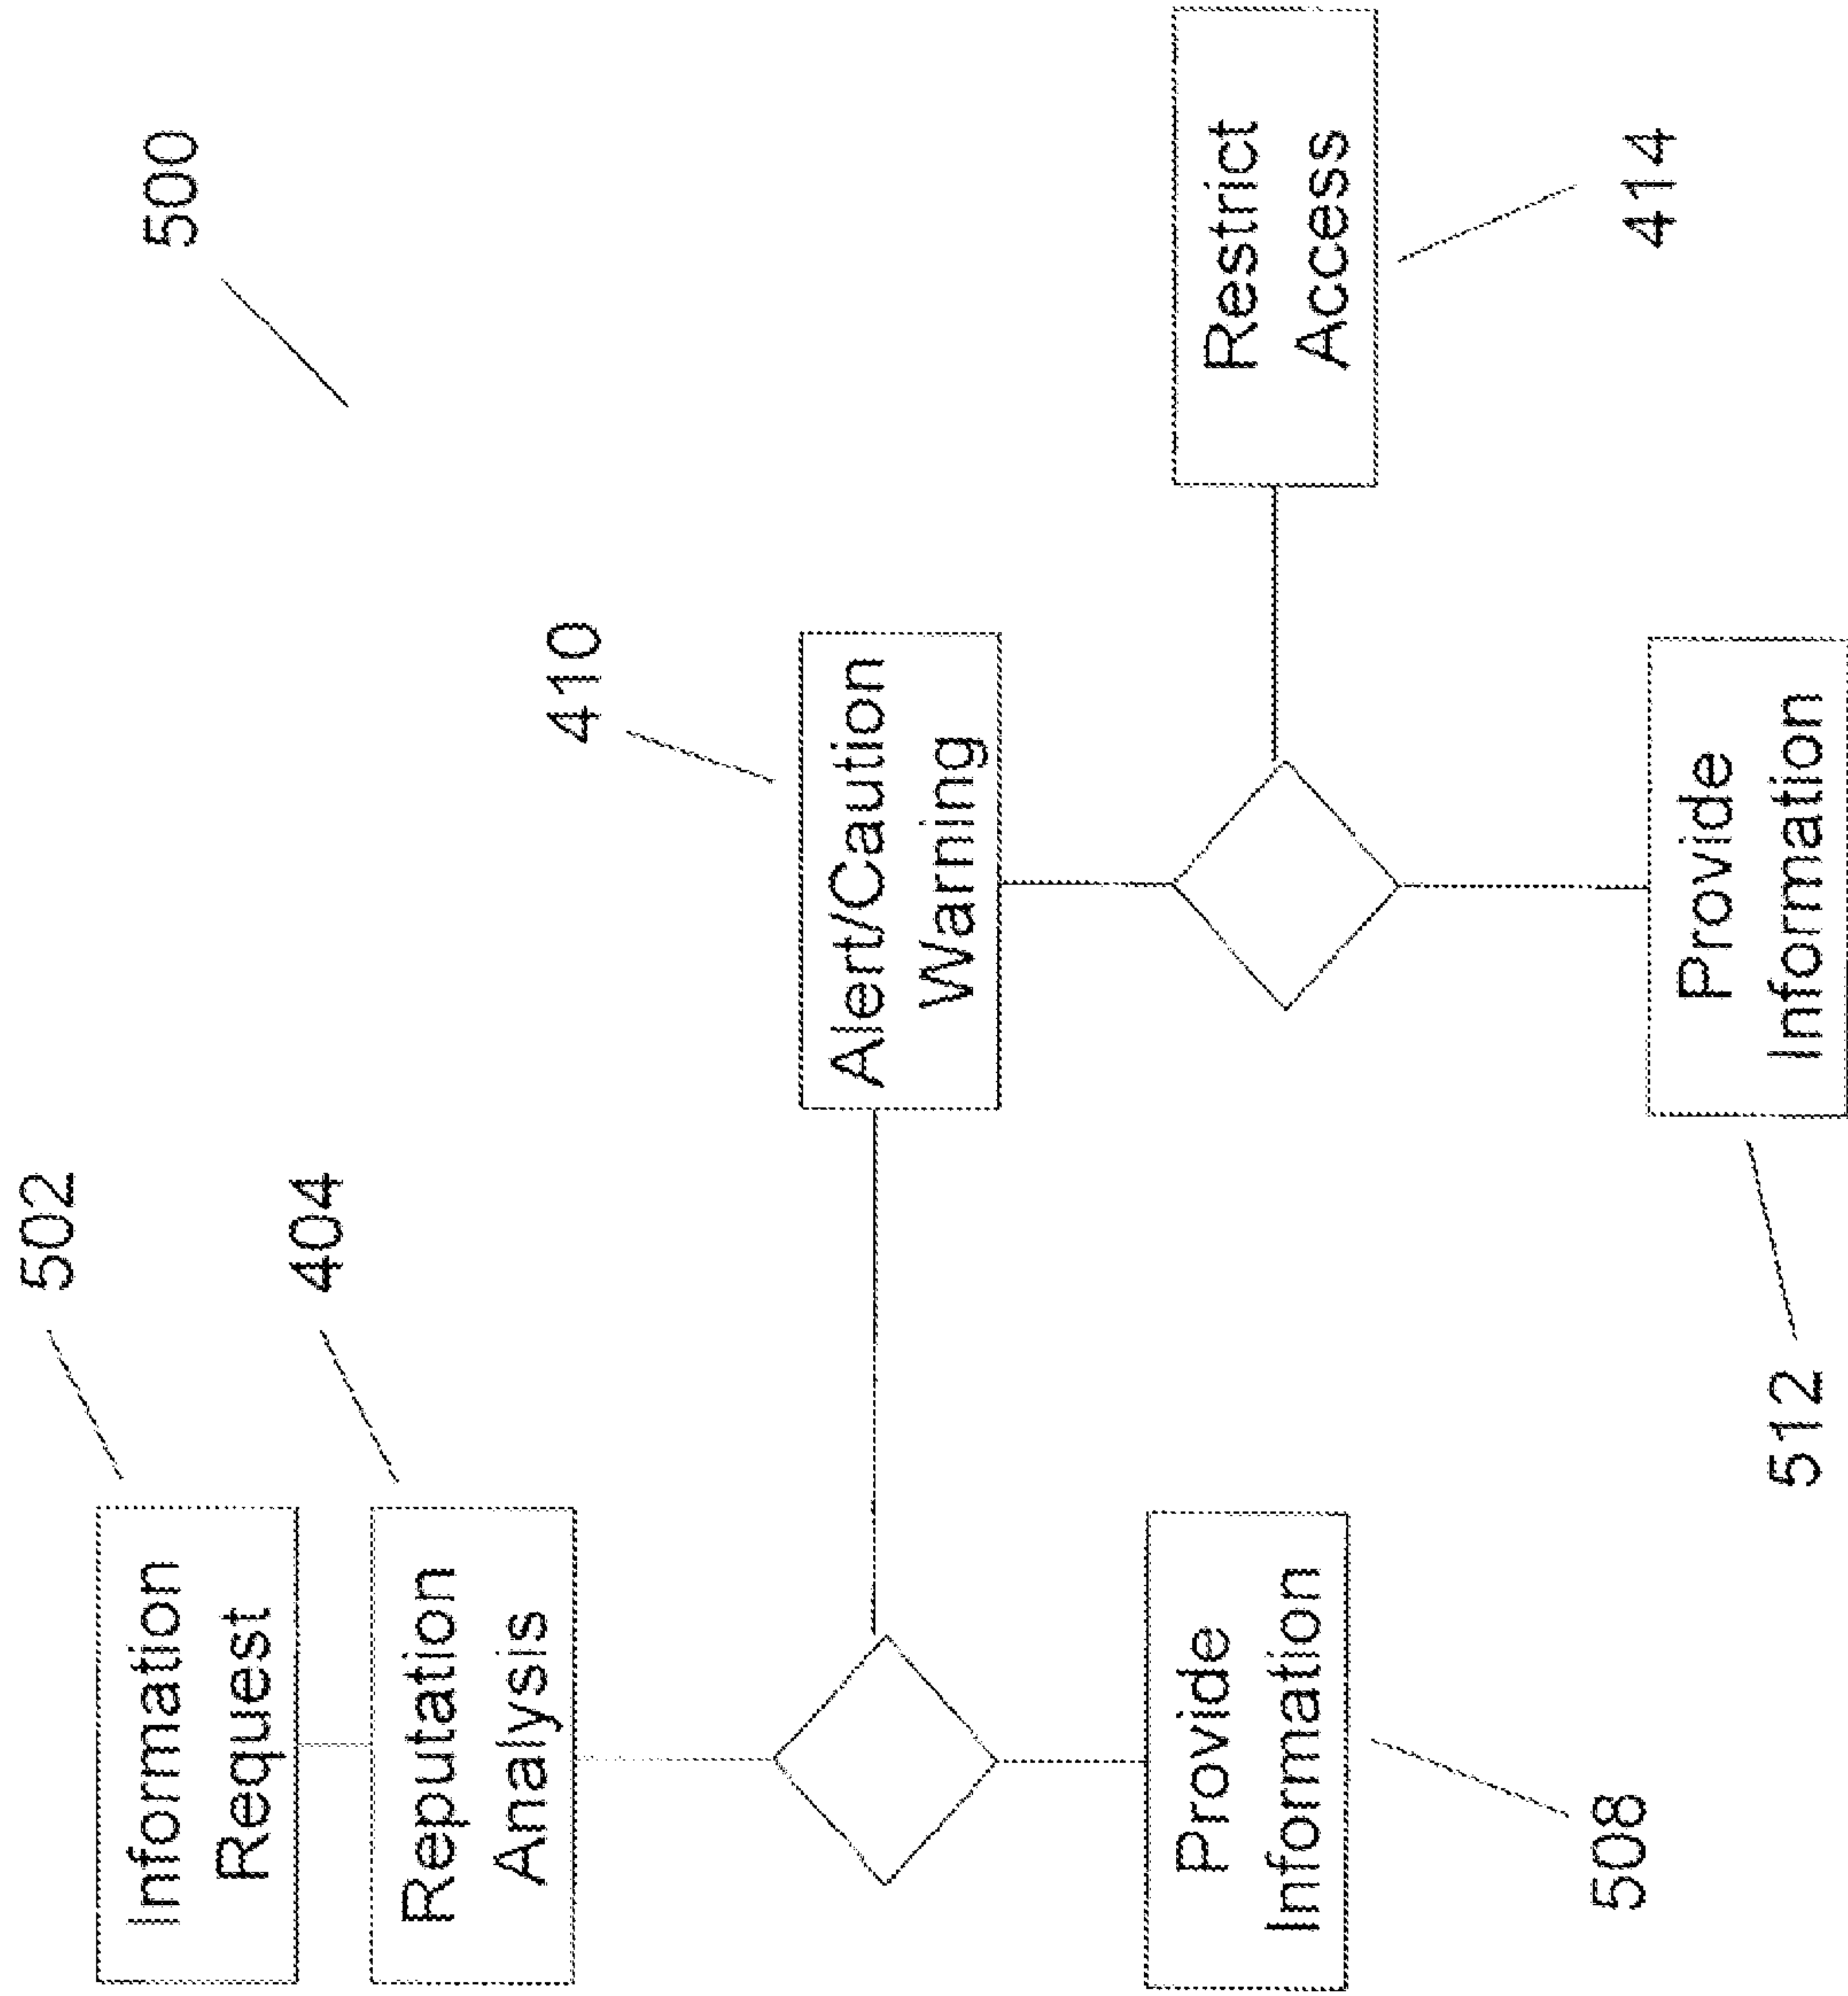 500
502
Information
Request
404
Reputation
Analysis
410
Alert/Caution
Warning
Restrict
Access
414
Provide
Information
508
Provide
Information
512